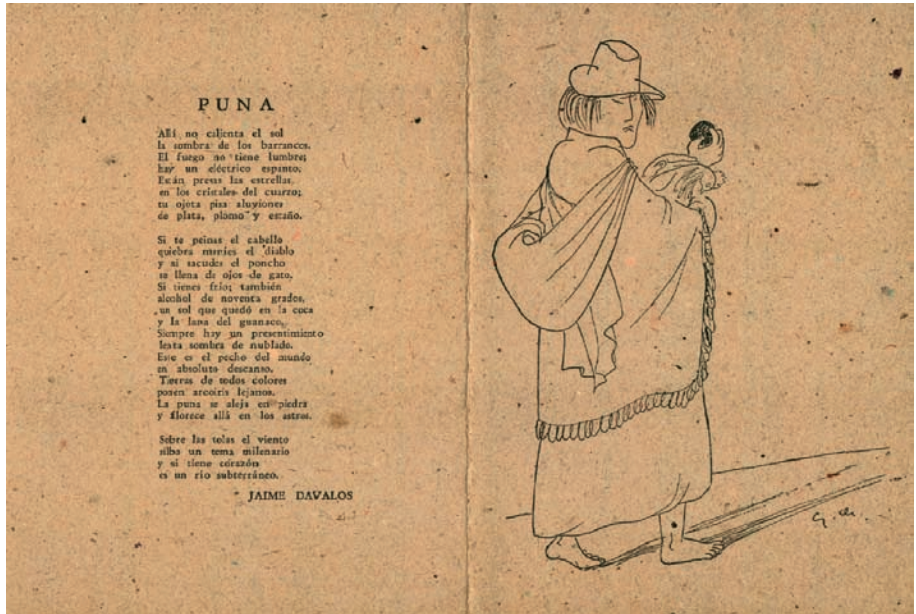 PUNA
Allí no calienta el sol
la sombra de los barrancos.
El fuego no tiene lumbre;
hay un eléctrico espanto.
Están presas las estrellas
en los cristales del cuarzo;
tu ojota pisa aluviones
de plata, plomo y estaño.
Si te peinas el cabello
quiebra maníes el diablo
y si sacudes el poncho
se llena de ojos de gato.
Si tienes frío; también
alcohol de noventa grados,
un sol que quedó en la coca
y la lana del guanaco.
Siempre hay un presentimiento
lenta sombra de nublado.
Este es el pecho del mundo
en absoluto descanso.
Tierras de todos colores
ponen arcoiris lejanos.
La puna se aleja en piedra
y florece allá en los astros.
Sobre las tolas el viento
silba un tema milenario
y si tiene corazón
es un río subterráneo.
JAIME DAVALOS